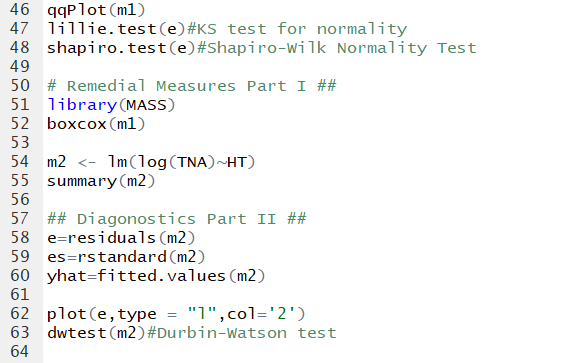 46 qqPlot(m1)
47 lillie.test(e)#KS test for normality
48 shapiro.test(e)#Shapiro-Wilk Normality Test
49
50 # Remedial Measures Part I ##
51 library(MASS)
52 boxcox(m1)
53
54 m2 <- lm(log(TNA)~HT)
55 summary(m2)
56
57 ## Diagonostics Part II ##
58 e=residuals(m2)
59 es=rstandard(m2)
60 yhat=fitted.values(m2)
61
62 plot(e,type = "l",col='2')
63 dwtest(m2)#Durbin-Watson test
64